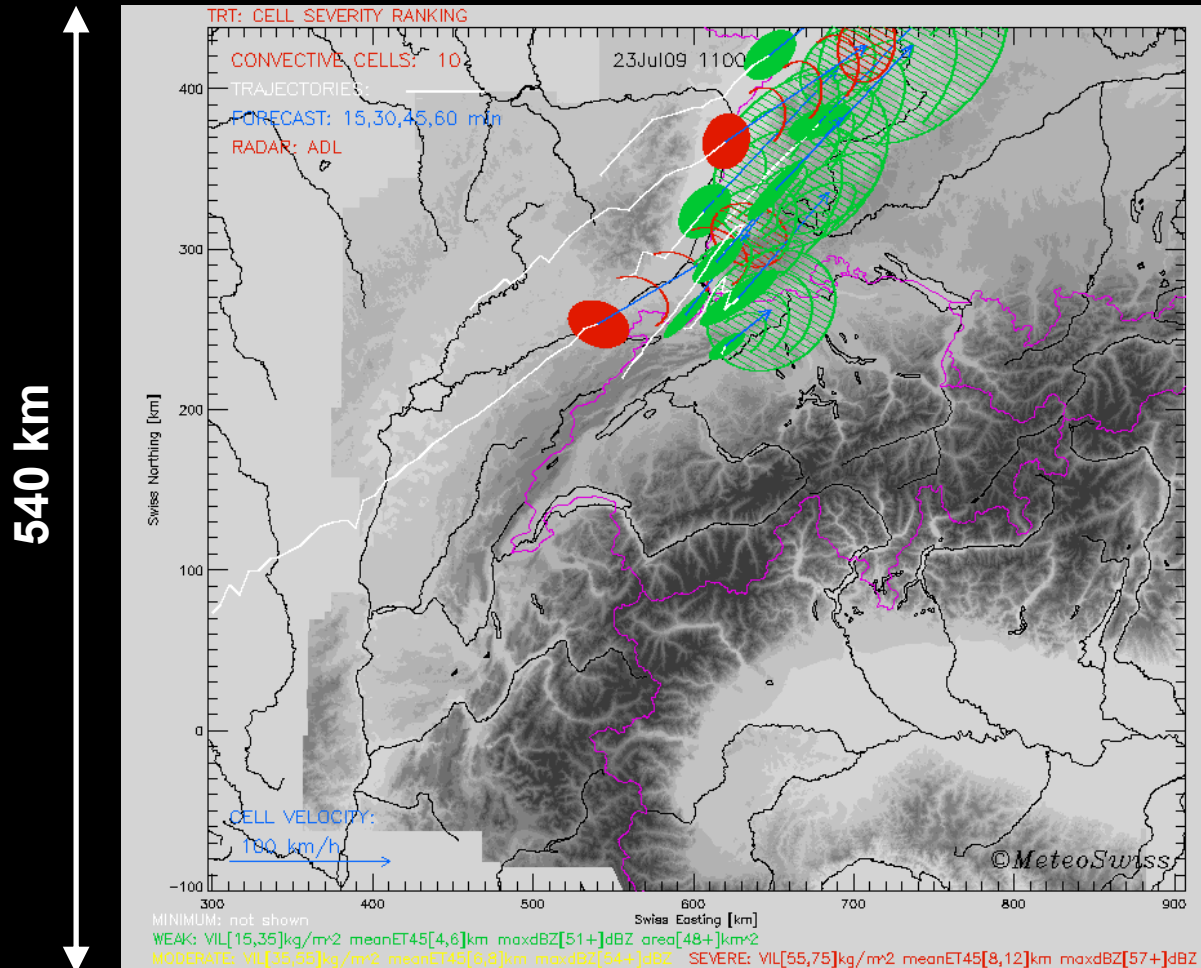 TRT: CELL SEVERITY RANKING
CONVECTIVE CELLS: 10
23Jul09 1100
TRAJECTORIES:
FORECAST: 15,30,45,60 min
RADAR: ADL
400
300
200
100
0
-100
Swiss Northing [km]
540 km
CELL VELOCITY:
100 km/h
©MeteoSwiss
300 400 500 600 700 800 900
Swiss Easting [km]
MINIMUM: not shown
WEAK: VIL[15,35]kg/m^2 meanET45[4,6]km maxdBZ[51+]dBZ area[48+]km^2
MODERATE: VIL[35,55]kg/m^2 meanET45[6,8]km maxdBZ[54+]dBZ SEVERE: VIL[55,75]kg/m^2 meanET45[8,12]km maxdBZ[57+]dBZ